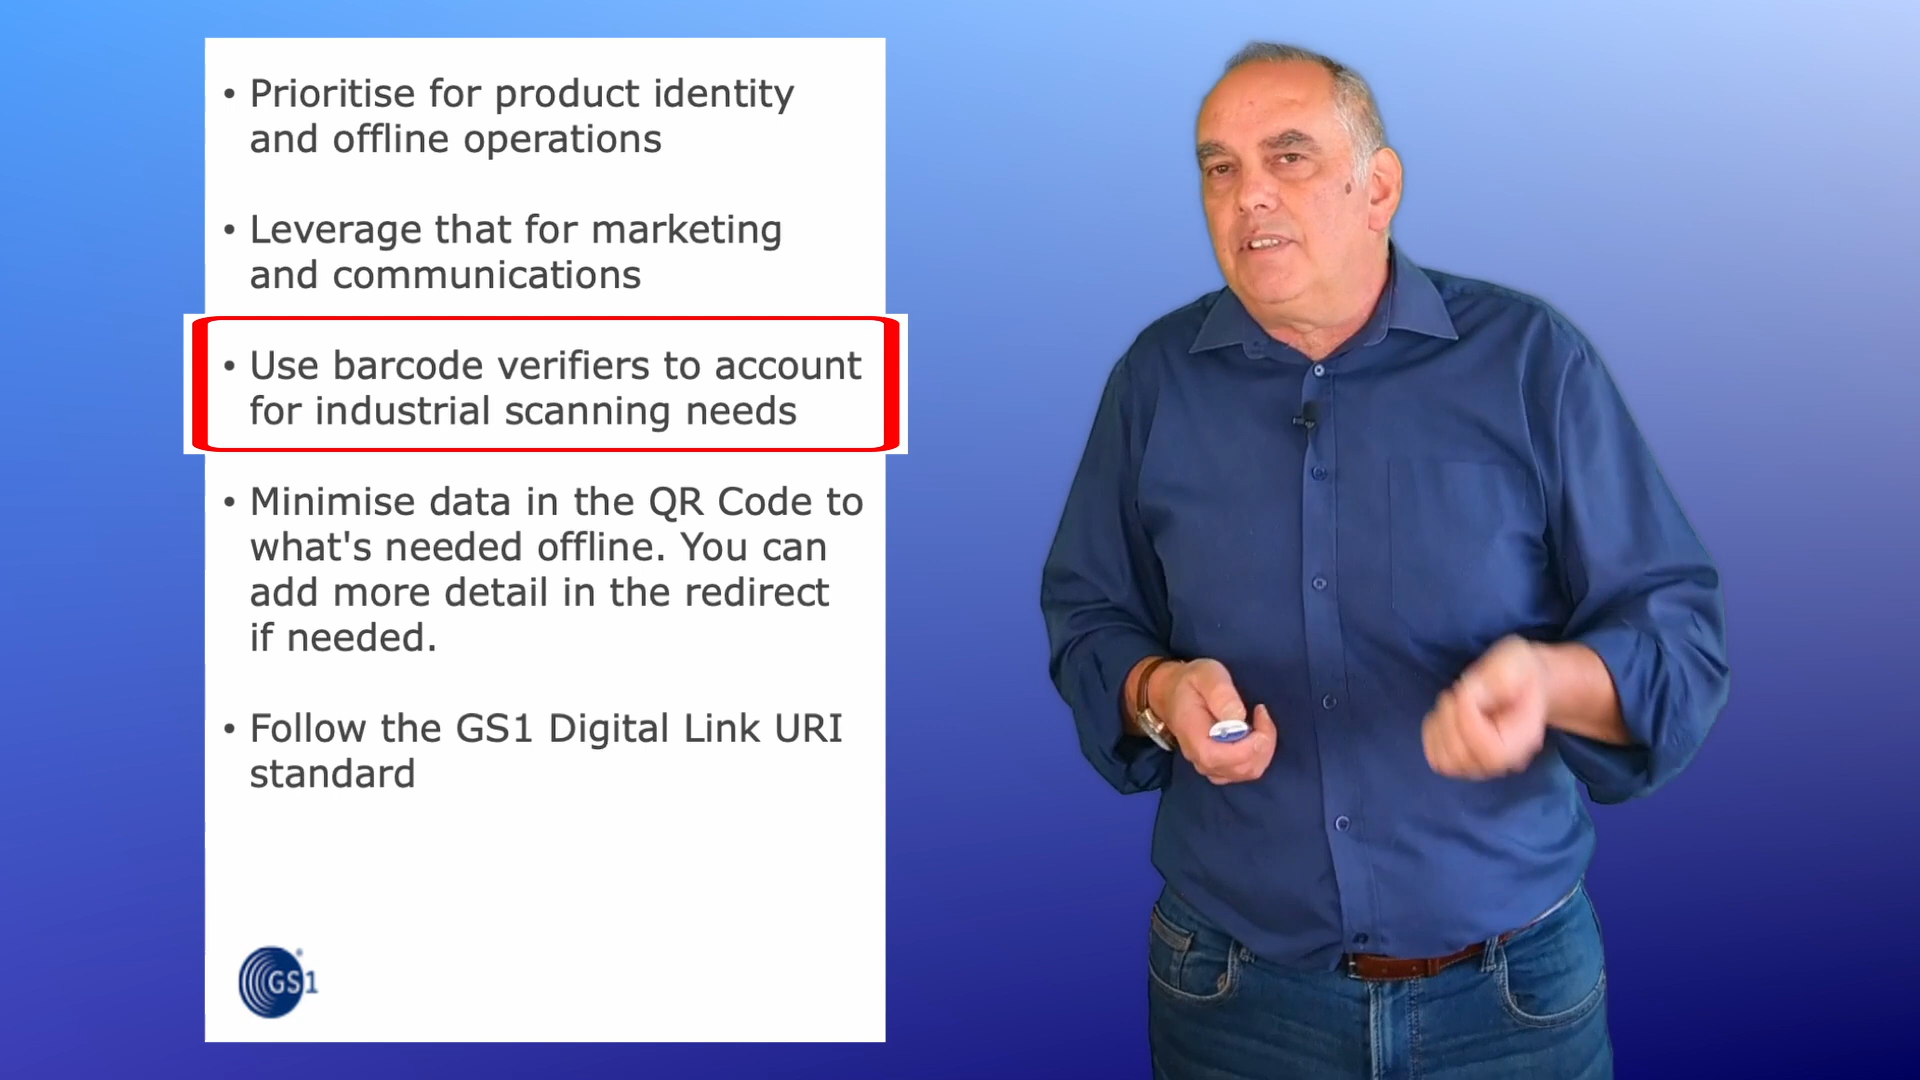 • Prioritise for product identity
and offline operations
• Leverage that for marketing
and communications
• Use barcode verifiers to account
for industrial scanning needs
• Minimise data in the QR Code to
what's needed offline. You can
add more detail in the redirect
if needed.
• Follow the GS1 Digital Link URI
standard
GS1